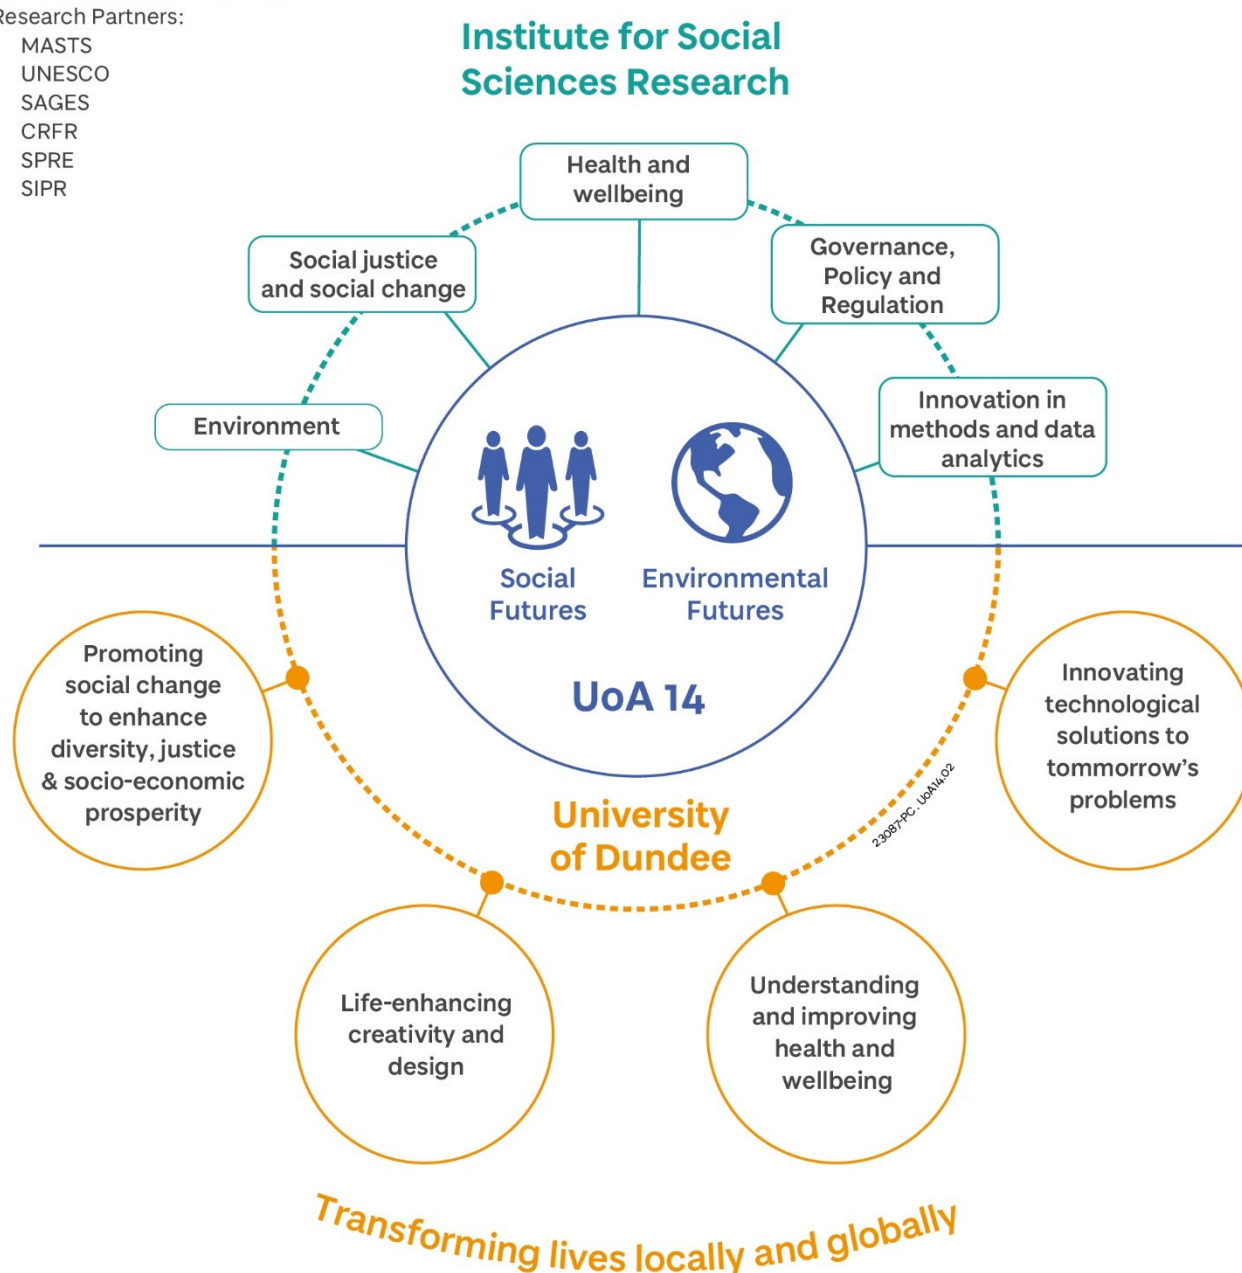 Research Partners:
MASTS
UNESCO
SAGES
CRFR
SPRE
SIPR
Institute for Social
Sciences Research
Health and
wellbeing
Social justice
and social change
Governance,
Policy and
Regulation
Environment
Innovation in
methods and data
analytics
Social
Futures
Environmental
Futures
UoA 14
Promoting
social change
to enhance
diversity, justice
& socio-economic
prosperity
Innovating
technological
solutions to
tommorrow's
problems
University
of Dundee
23087-PC . UoA14.02
Life-enhancing
creativity and
design
Understanding
and improving
health and
wellbeing
Transforming lives locally and globally